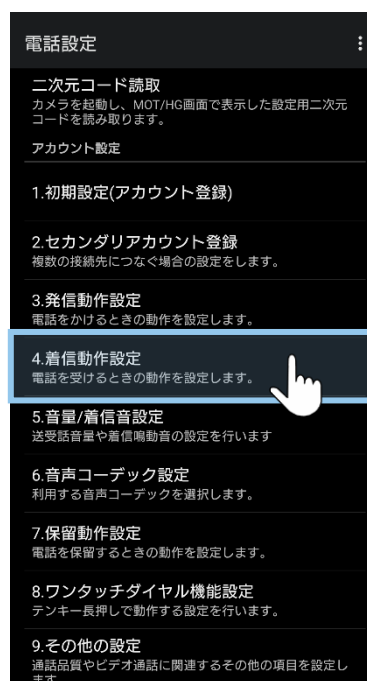 電話設定
二次元コード読取
カメラを起動し、MOT/HG画面で表示した設定用二次元
コードを読み取ります。
アカウント設定
1.初期設定(アカウント登録)
2.セカンダリアカウント登録
複数の接続先につなぐ場合の設定をします。
3.発信動作設定
電話をかけるときの動作を設定します。
4.着信動作設定
電話を受けるときの動作を設定します。
5.音量/着信音設定
送受話音量や着信鳴動音の設定を行います
6.音声コーデック設定
利用する音声コーデックを選択します。
7.保留動作設定
電話を保留するときの動作を設定します。
8.ワンタッチダイヤル機能設定
テンキー長押しで動作する設定を行います。
9.その他の設定
通話品質やビデオ通話に関連するその他の項目を設定し
ます